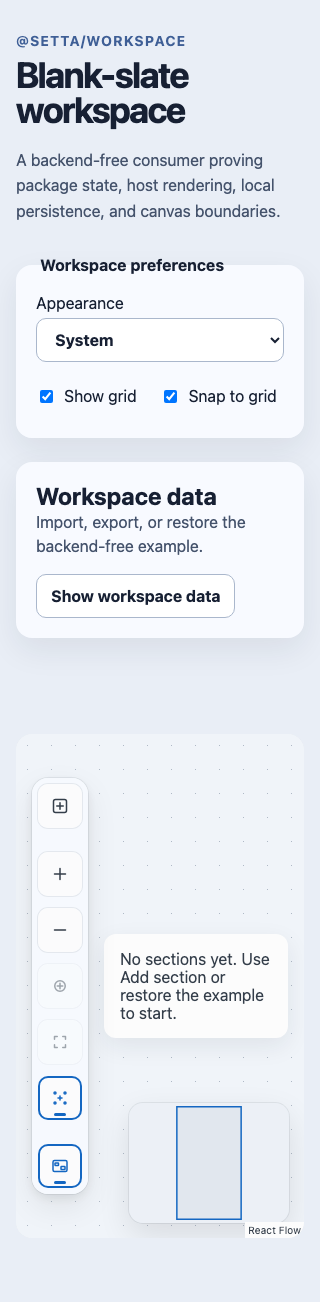 @SETTA/WORKSPACE
Blank-slate
workspace
A backend-free consumer proving
package state, host rendering, local
persistence, and canvas boundaries.
Workspace preferences
Appearance
System
Show grid
Snap to grid
Workspace data
Import, export, or restore the
backend-free example.
Show workspace data
No sections yet. Use
Add section or
restore the example
to start.
React Flow